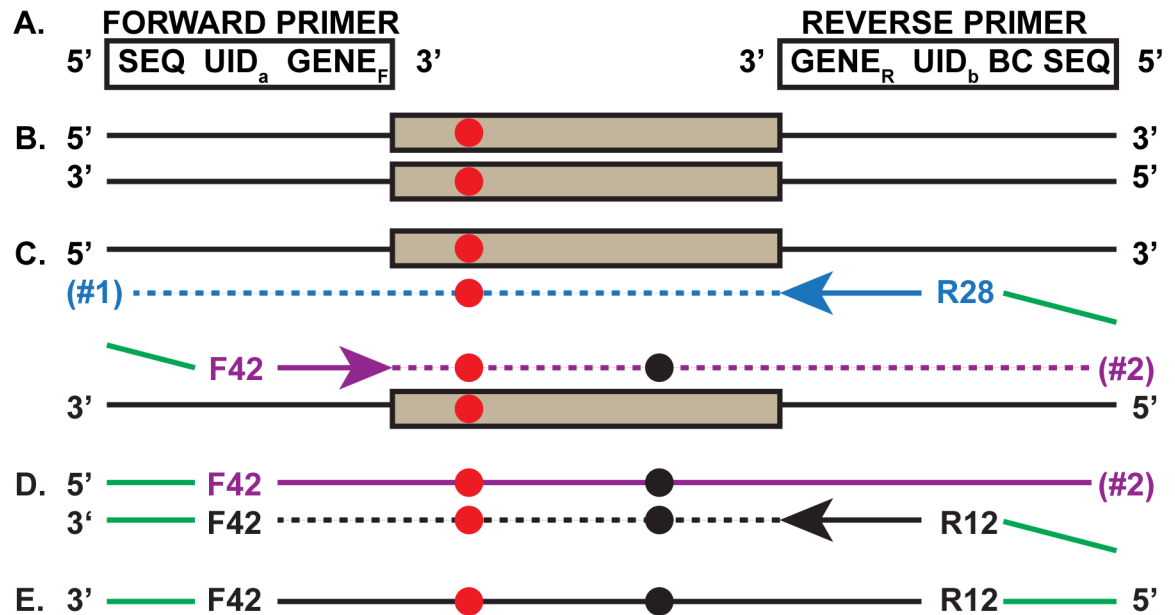 A. FORWARD PRIMER REVERSE PRIMER
5’ SEQ UIDa GENEF 3’ 3’ GENER UIDb BC SEQ 5’
B. 5’ 3’
3’ 5’
C. 5’ 3’
(#1) R28
F42 (#2)
3’ 5’
D. 5’ F42 (#2)
3‘ F42 R12
E. 3’ F42 R12 5’